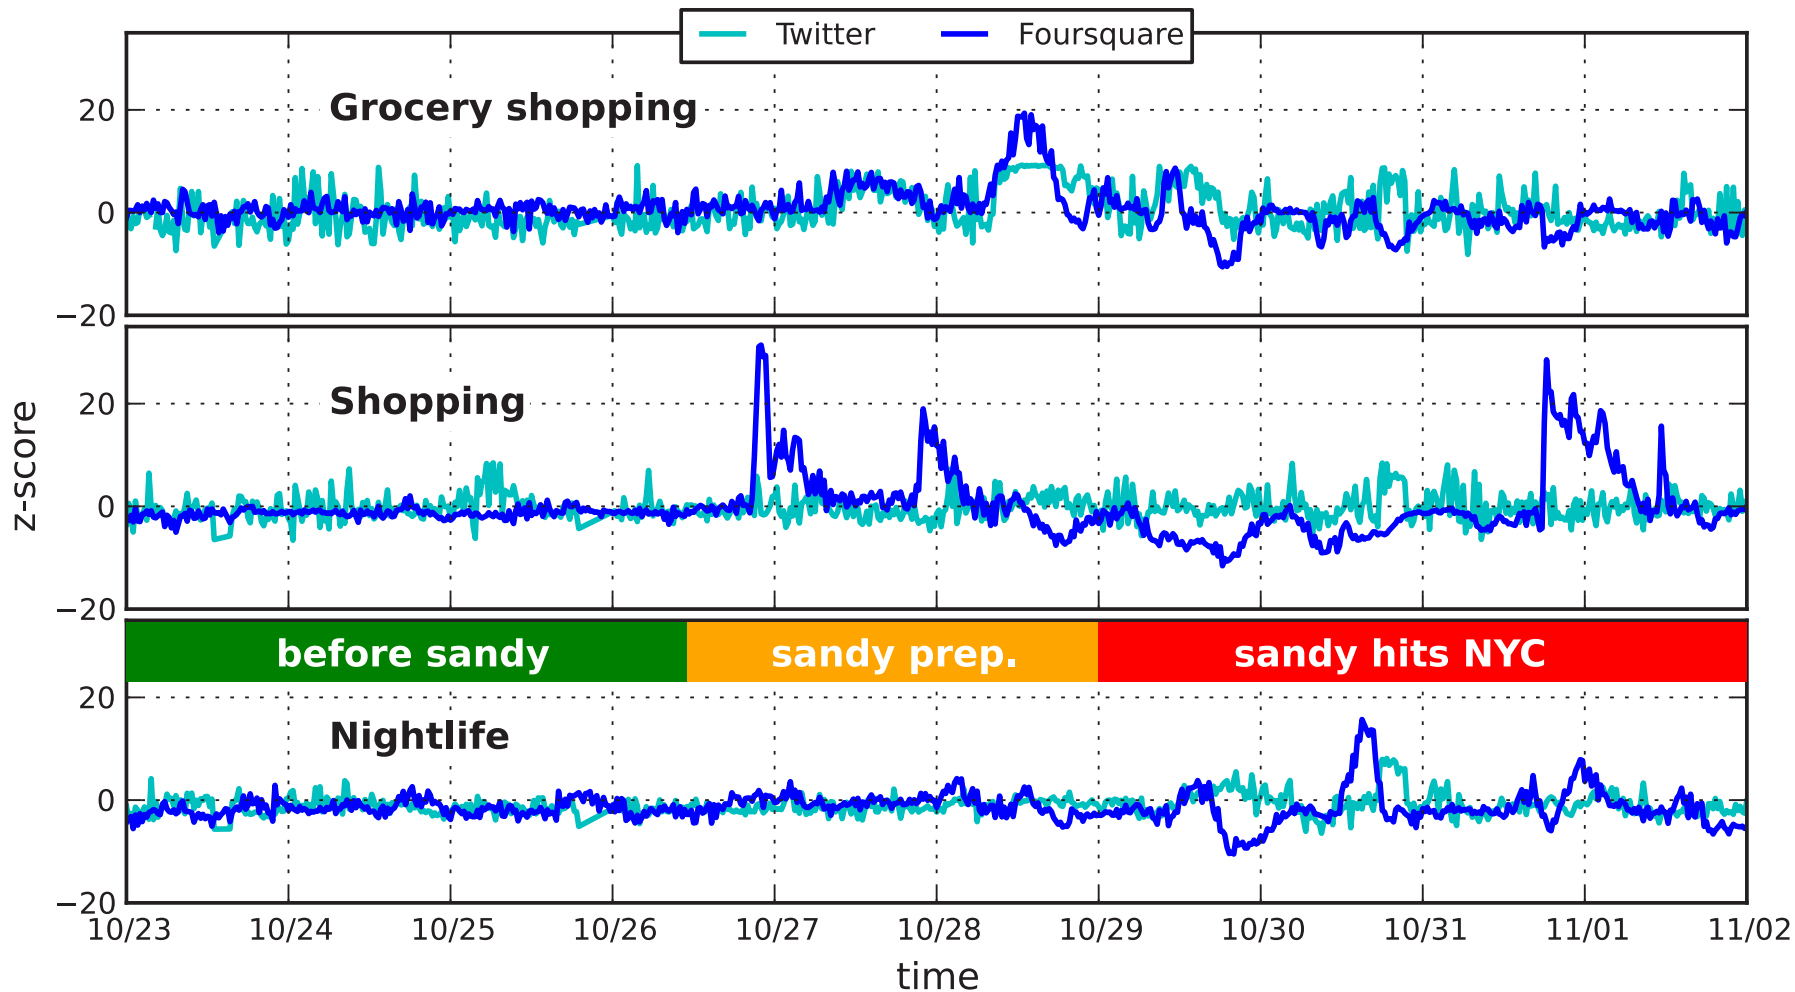 Twitter Foursquare
Grocery shopping
20
0
−20
Shopping
20
0
−20
z-score
before sandy sandy prep. sandy hits NYC
Nightlife
20
0
−20
10/23 10/24 10/25 10/26 10/27 10/28 10/29 10/30 10/31 11/01 11/02
time